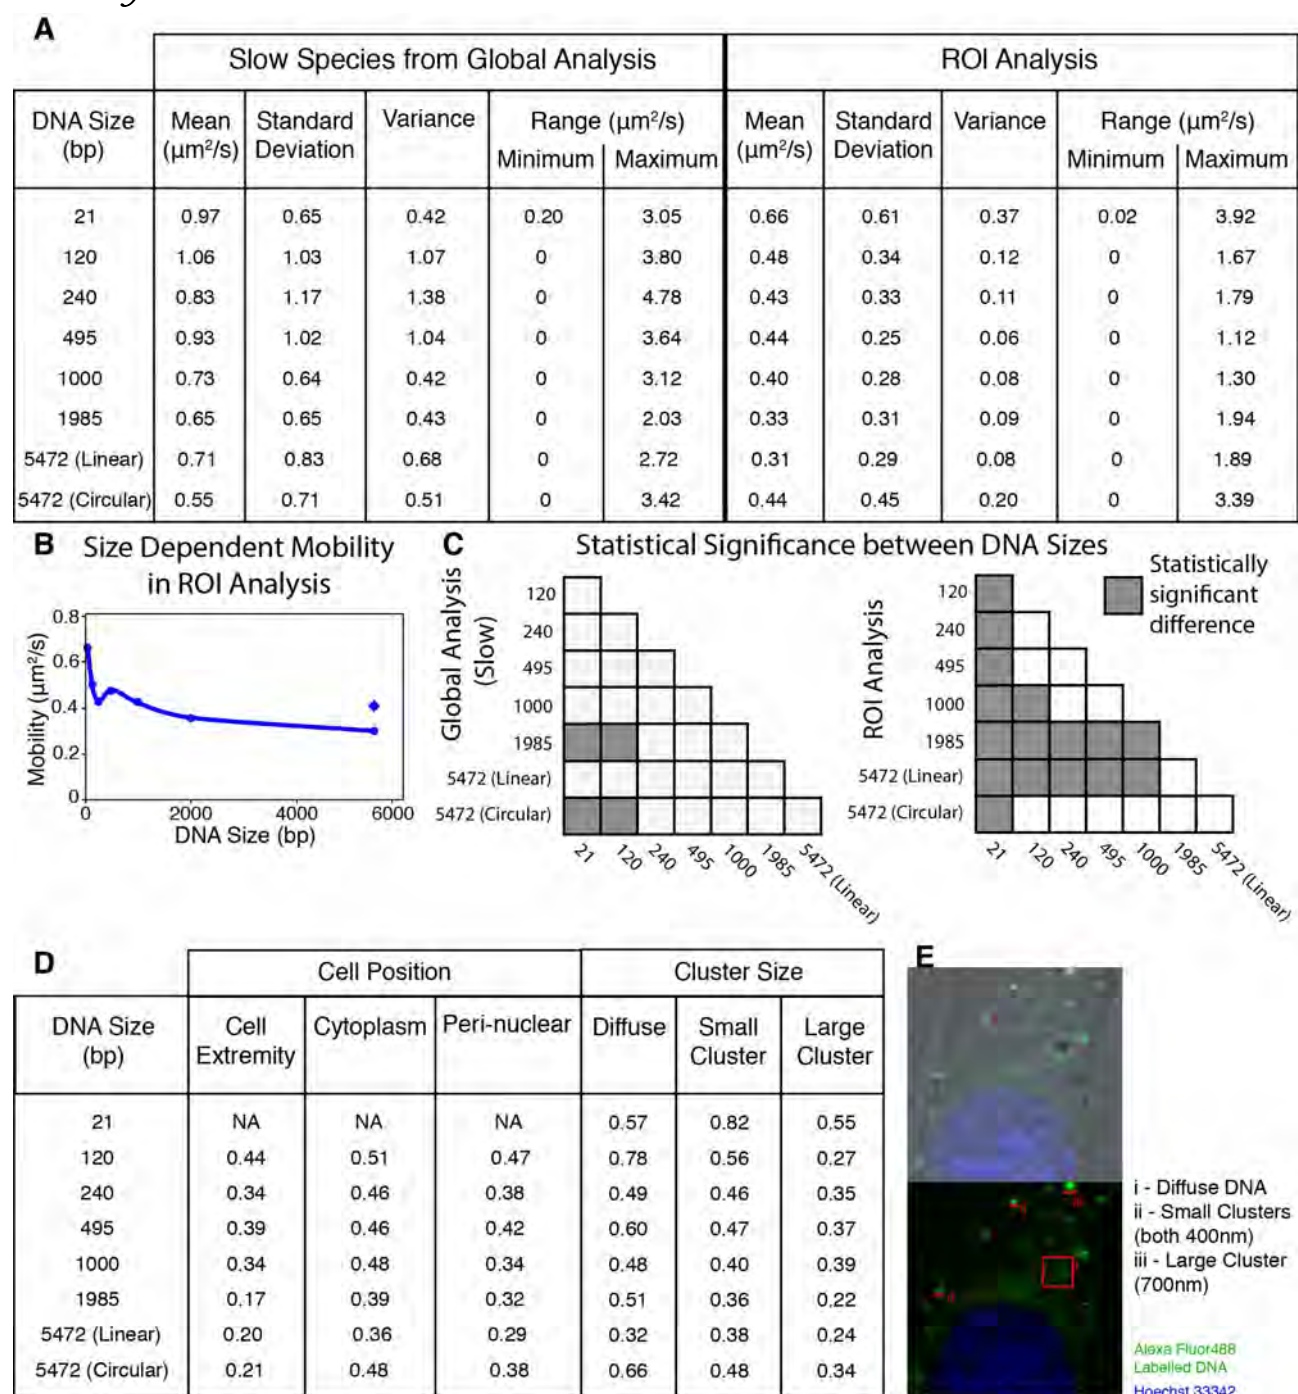 A
Slow Species from Global Analysis ROI Analysis
DNA Size (bp) Mean (µm²/s) Standard Deviation Variance Range (µm²/s) Minimum Maximum Mean (µm²/s) Standard Deviation Variance Range (µm²/s) Minimum Maximum
21 0.97 0.65 0.42 0.20 3.05 0.66 0.61 0.37 0.02 3.92
120 1.06 1.03 1.07 0 3.80 0.48 0.34 0.12 0 1.67
240 0.83 1.17 1.38 0 4.78 0.43 0.33 0.11 0 1.79
495 0.93 1.02 1.04 0 3.64 0.44 0.25 0.06 0 1.12
1000 0.73 0.64 0.42 0 3.12 0.40 0.28 0.08 0 1.30
1985 0.65 0.65 0.43 0 2.03 0.33 0.31 0.09 0 1.94
5472 (Linear) 0.71 0.83 0.68 0 2.72 0.31 0.29 0.08 0 1.89
5472 (Circular) 0.55 0.71 0.51 0 3.42 0.44 0.45 0.20 0 3.39
B Size Dependent Mobility
in ROI Analysis
Mobility (µm²/s)
0.8
0.6
0.4
0.2
0
0 2000 4000 6000
DNA Size (bp)
C Statistical Significance between DNA Sizes
Global Analysis
(Slow)
120
240
495
1000
1985
5472 (Linear)
5472 (Circular)
21 120 240 495 1000 1985 5472 (Linear)
ROI Analysis
120
240
495
1000
1985
5472 (Linear)
5472 (Circular)
21 120 240 495 1000 1985 5472 (Linear)
Statistically
significant
difference
D
Cell Position Cluster Size
DNA Size (bp) Cell Extremity Cytoplasm Peri-nuclear Diffuse Small Cluster Large Cluster
21 NA NA NA 0.57 0.82 0.55
120 0.44 0.51 0.47 0.78 0.56 0.27
240 0.34 0.46 0.38 0.49 0.46 0.35
495 0.39 0.46 0.42 0.60 0.47 0.37
1000 0.34 0.48 0.34 0.48 0.40 0.39
1985 0.17 0.39 0.32 0.51 0.36 0.22
5472 (Linear) 0.20 0.36 0.29 0.32 0.38 0.24
5472 (Circular) 0.21 0.48 0.38 0.66 0.48 0.34
E
i - Diffuse DNA
ii - Small Clusters
(both 400nm)
iii - Large Cluster
(700nm)
Alexa Fluor488
Labelled DNA
Hoechst 33342